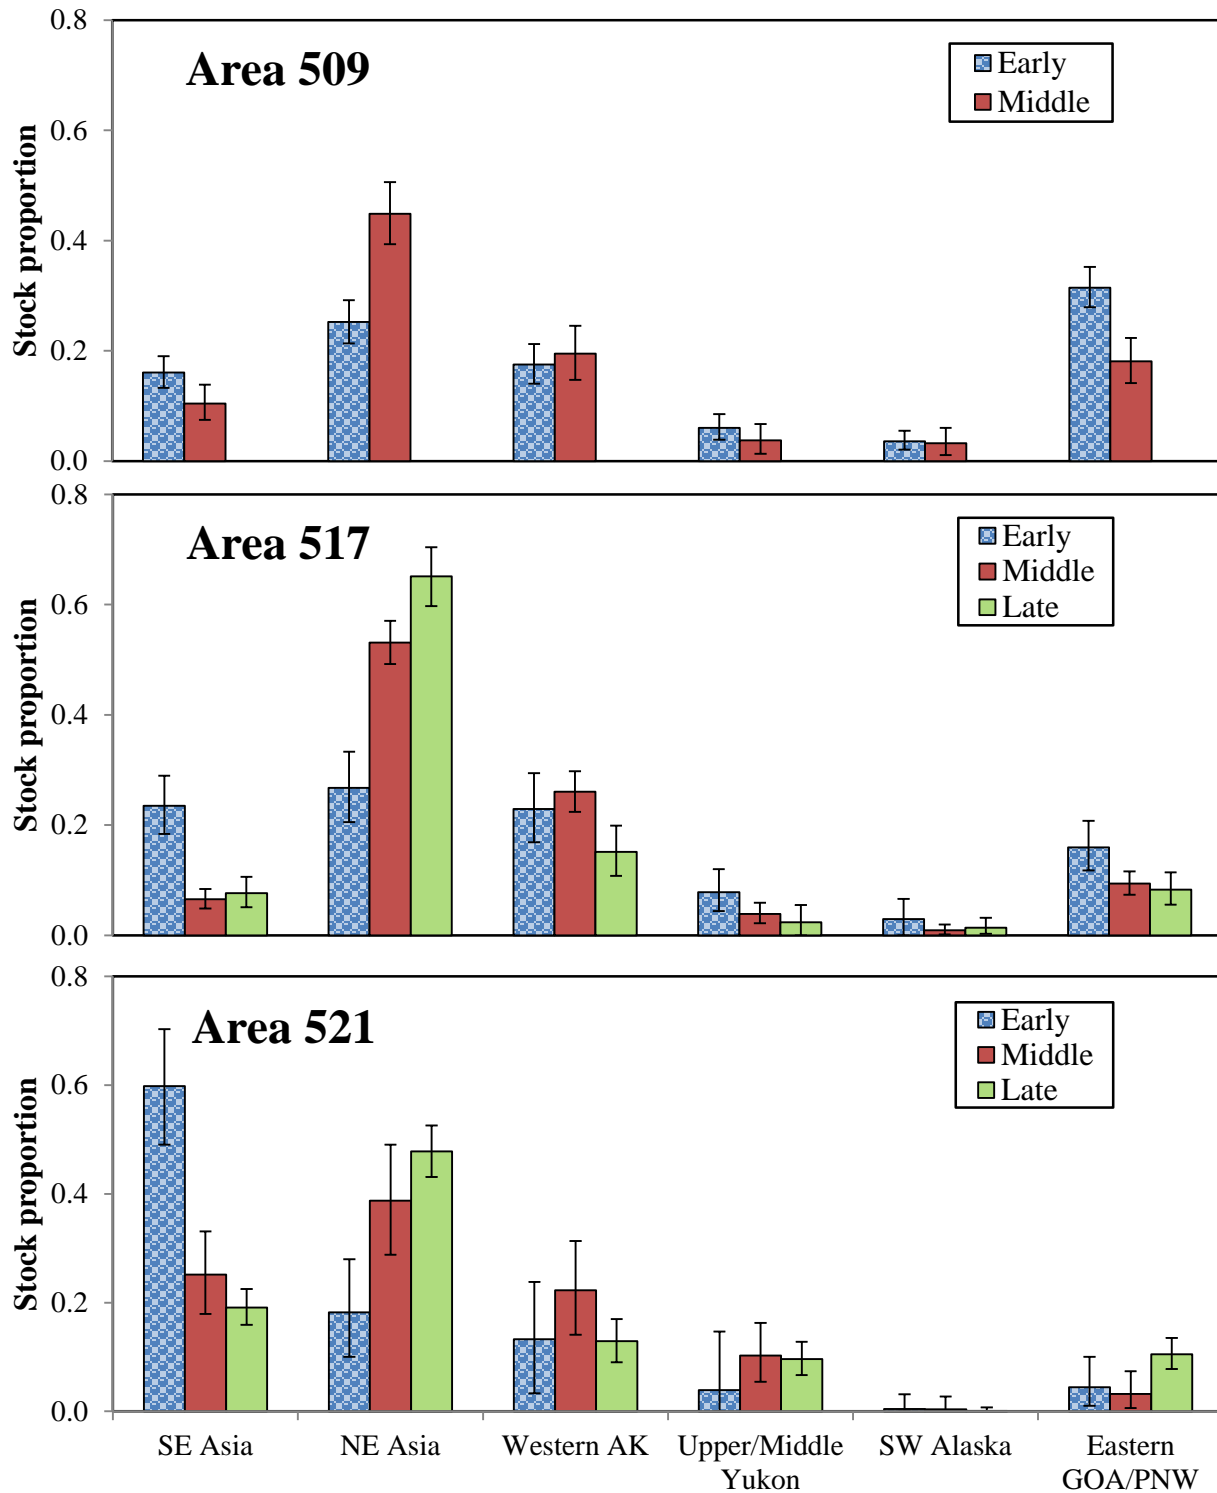 Area 509
Early
Middle
Stock proportion
0.8
0.6
0.4
0.2
0.0
Area 517
Early
Middle
Late
Stock proportion
0.8
0.6
0.4
0.2
0.0
Area 521
Early
Middle
Late
Stock proportion
0.8
0.6
0.4
0.2
0.0
SE Asia
NE Asia
Western AK
Upper/Middle
Yukon
SW Alaska
Eastern
GOA/PNW